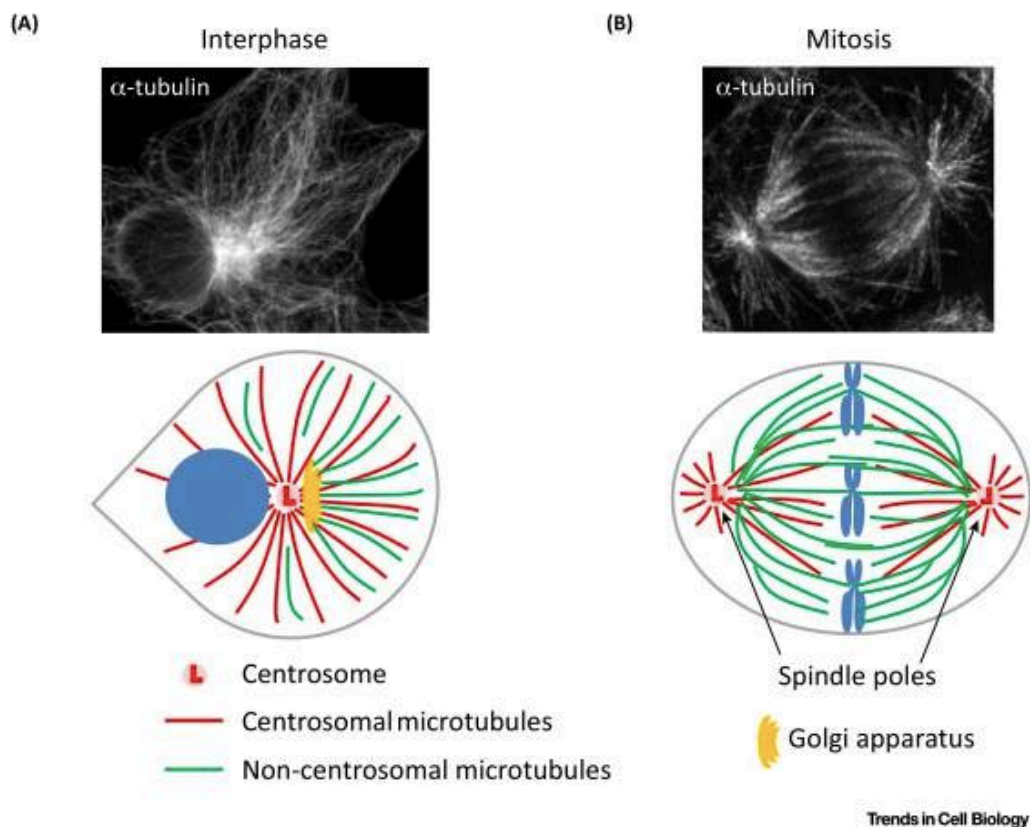 (A)
Interphase
α-tubulin
L
L Centrosome
Centrosomal microtubules
Non-centrosomal microtubules
(B)
Mitosis
α-tubulin
L
L
Spindle poles
Golgi apparatus
Trends in Cell Biology